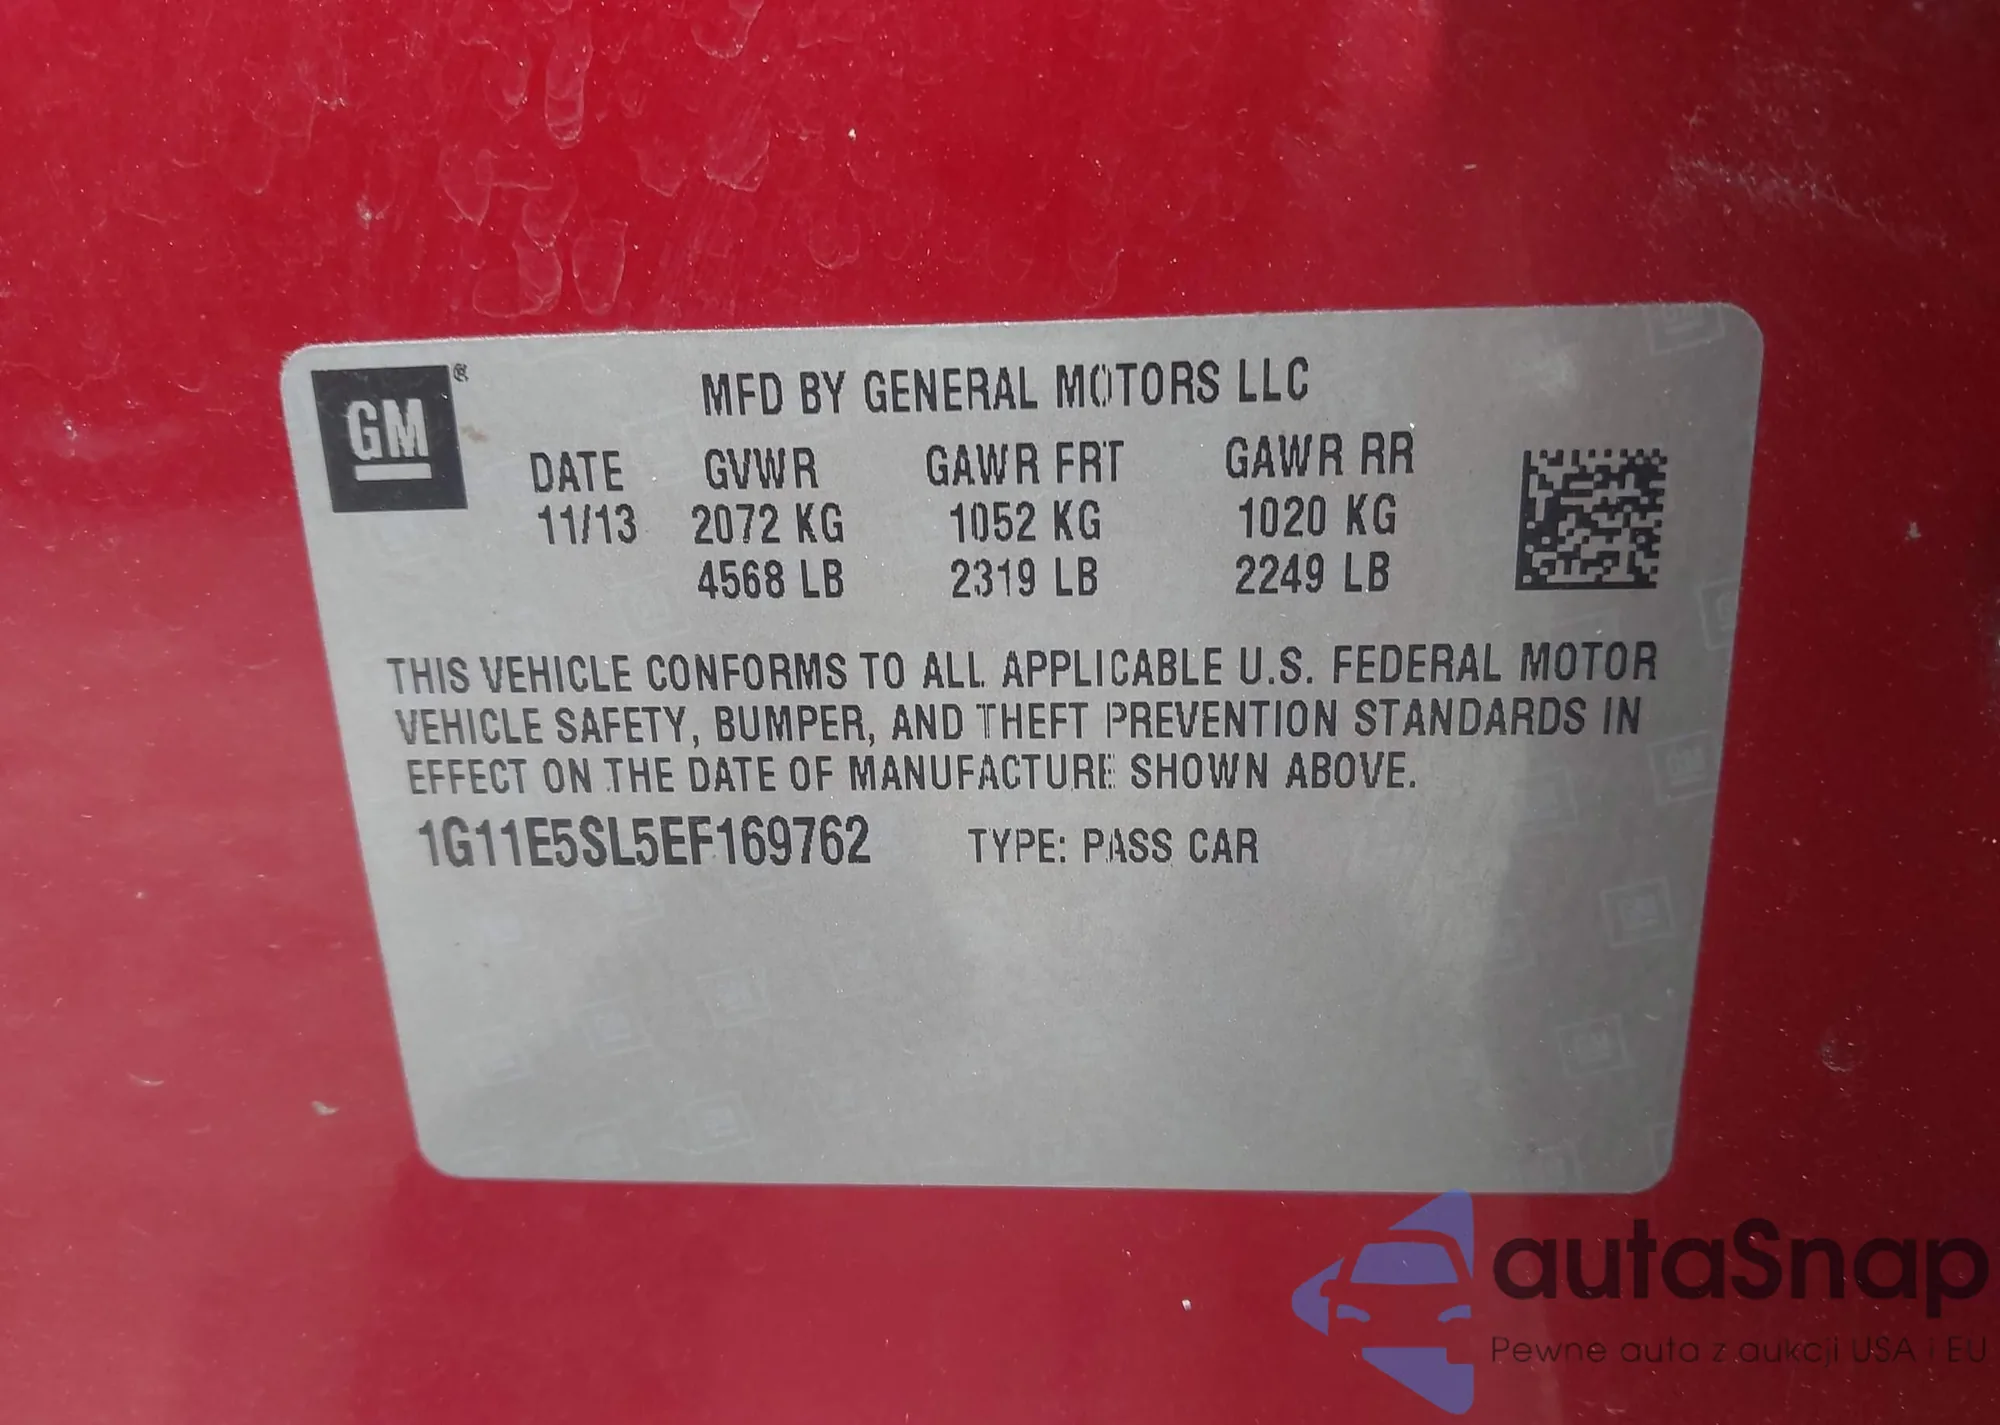 GM®
MFD BY GENERAL MOTORS LLC
DATE GVWR GAWR FRT GAWR RR
11/13 2072 KG 1052 KG 1020 KG
4568 LB 2319 LB 2249 LB
THIS VEHICLE CONFORMS TO ALL APPLICABLE U.S. FEDERAL MOTOR
VEHICLE SAFETY, BUMPER, AND THEFT PREVENTION STANDARDS IN
EFFECT ON THE DATE OF MANUFACTURE SHOWN ABOVE.
1G11E5SL5EF169762 TYPE: PASS CAR
autaSnap
Pewne auta z aukcji USA i EU